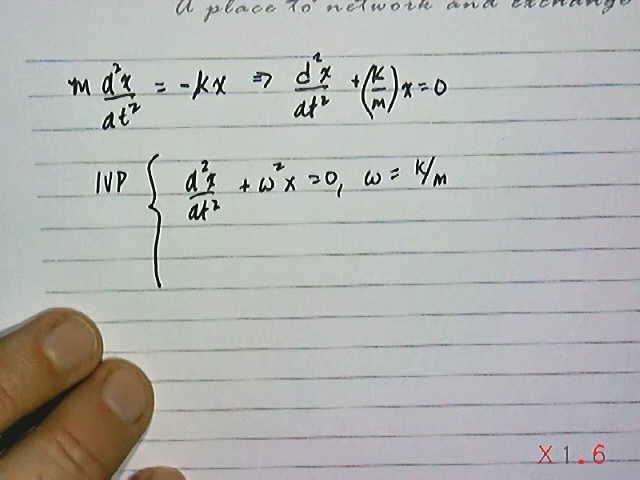 A place to network and exchange
m d²x/dt² = -kx ⇒ d²x/dt² + (k/m)x = 0
IVP { d²x/dt² + ω²x = 0, ω = k/m
X1.6